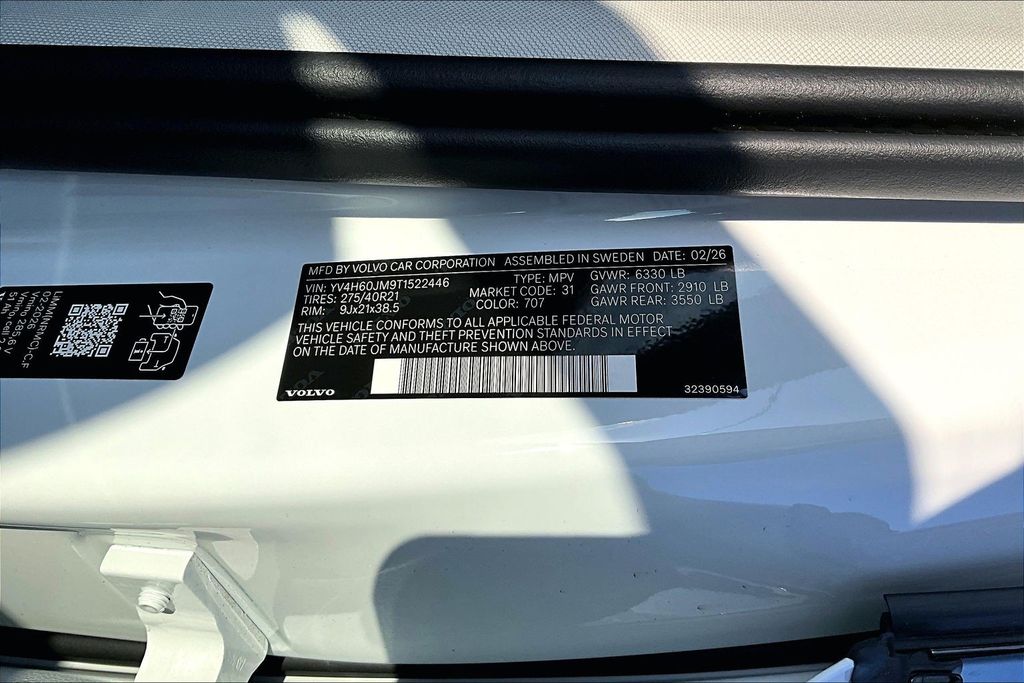 MFD BY VOLVO CAR CORPORATION ASSEMBLED IN SWEDEN DATE: 02/26
VIN: YV4H60JM9T1522446 TYPE: MPV GVWR: 6330 LB
TIRES: 275/40R21 MARKET CODE: 31 GAWR FRONT: 2910 LB
RIM: 9Jx21x38.5 COLOR: 707 GAWR REAR: 3550 LB
THIS VEHICLE CONFORMS TO ALL APPLICABLE FEDERAL MOTOR
VEHICLE SAFETY AND THEFT PREVENTION STANDARDS IN EFFECT
ON THE DATE OF MANUFACTURE SHOWN ABOVE.
VOLVO 32390594
02/2026